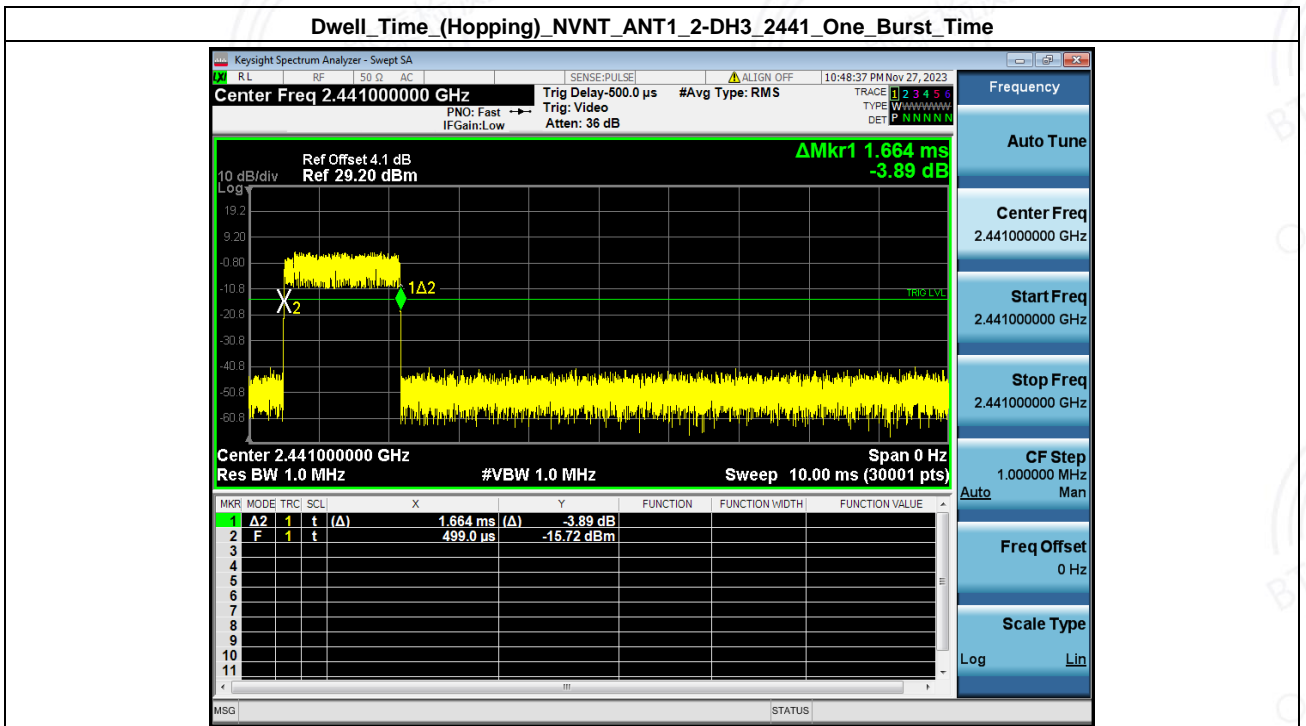 Dwell_Time_(Hopping)_NVNT_ANT1_2-DH3_2441_One_Burst_Time
Keysight Spectrum Analyzer - Swept SA
LXI RL RF 50 Ω AC SENSE:PULSE ALIGN OFF 10:48:37 PM Nov 27, 2023
Center Freq 2.441000000 GHz
PNO: Fast
IFGain:Low
Trig Delay-500.0 µs
Trig: Video
Atten: 36 dB
#Avg Type: RMS
TRACE 1 2 3 4 5 6
TYPE WWWWWW
DET P N N N N N
ΔMkr1 1.664 ms
-3.89 dB
Ref Offset 4.1 dB
10 dB/div Ref 29.20 dBm
Log
19.2
9.20
-0.80
-10.8
-20.8
-30.8
-40.8
-50.8
-60.8
X2
1Δ2
TRIG LVL
Center 2.441000000 GHz Span 0 Hz
Res BW 1.0 MHz #VBW 1.0 MHz Sweep 10.00 ms (30001 pts)
MKR MODE TRC SCL X Y FUNCTION FUNCTION WIDTH FUNCTION VALUE
1 Δ2 1 t (Δ) 1.664 ms (Δ) -3.89 dB
2 F 1 t 499.0 µs -15.72 dBm
3
4
5
6
7
8
9
10
11
MSG STATUS
Frequency
Auto Tune
Center Freq
2.441000000 GHz
Start Freq
2.441000000 GHz
Stop Freq
2.441000000 GHz
CF Step
1.000000 MHz
Auto Man
Freq Offset
0 Hz
Scale Type
Log Lin